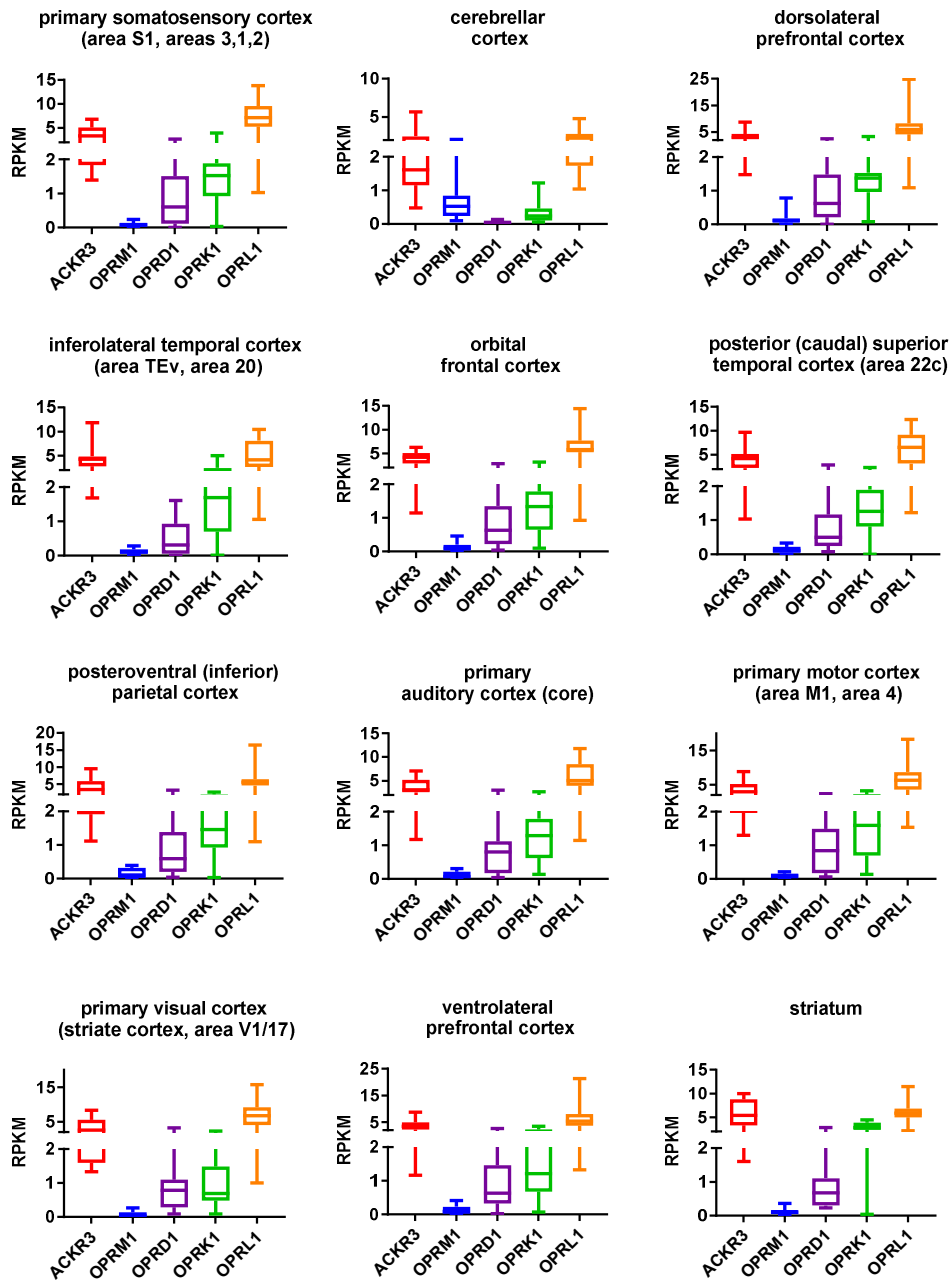 primary somatosensory cortex
(area S1, areas 3,1,2)
RPKM
15
10
5
2
1
0
ACKR3
OPRM1
OPRD1
OPRK1
OPRL1
cerebrellar
cortex
RPKM
10
5
2
1
0
ACKR3
OPRM1
OPRD1
OPRK1
OPRL1
dorsolateral
prefrontal cortex
RPKM
25
15
5
2
1
0
ACKR3
OPRM1
OPRD1
OPRK1
OPRL1
inferolateral temporal cortex
(area TEv, area 20)
RPKM
15
10
5
2
1
0
ACKR3
OPRM1
OPRD1
OPRK1
OPRL1
orbital
frontal cortex
RPKM
15
10
5
2
1
0
ACKR3
OPRM1
OPRD1
OPRK1
OPRL1
posterior (caudal) superior
temporal cortex (area 22c)
RPKM
15
10
5
2
1
0
ACKR3
OPRM1
OPRD1
OPRK1
OPRL1
posteroventral (inferior)
parietal cortex
RPKM
20
15
10
5
2
1
0
ACKR3
OPRM1
OPRD1
OPRK1
OPRL1
primary
auditory cortex (core)
RPKM
15
10
5
2
1
0
ACKR3
OPRM1
OPRD1
OPRK1
OPRL1
primary motor cortex
(area M1, area 4)
RPKM
15
5
2
1
0
ACKR3
OPRM1
OPRD1
OPRK1
OPRL1
primary visual cortex
(striate cortex, area V1/17)
RPKM
15
5
2
1
0
ACKR3
OPRM1
OPRD1
OPRK1
OPRL1
ventrolateral
prefrontal cortex
RPKM
25
15
5
2
1
0
ACKR3
OPRM1
OPRD1
OPRK1
OPRL1
striatum
RPKM
15
10
5
2
1
0
ACKR3
OPRM1
OPRD1
OPRK1
OPRL1